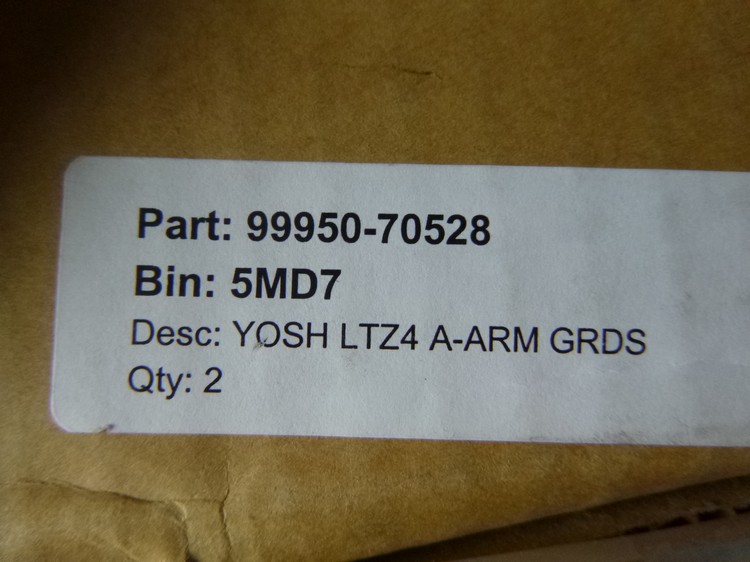 Part: 99950-70528
Bin: 5MD7
Desc: YOSH LTZ4 A-ARM GRDS
Qty: 2